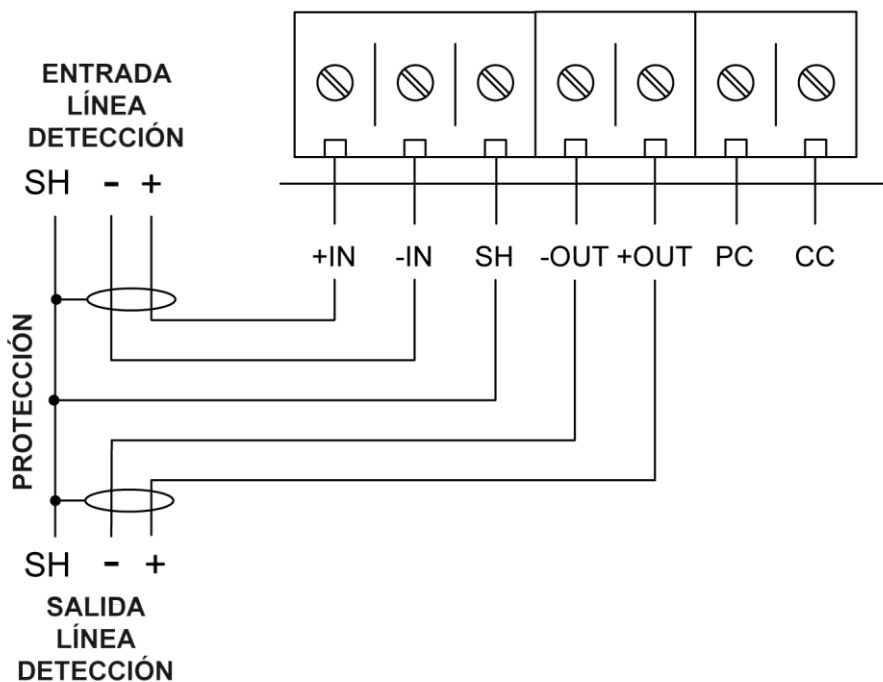 ENTRADA
LÍNEA
DETECCIÓN
SH - +
+IN -IN SH -OUT +OUT PC CC
PROTECCIÓN
SH - +
SALIDA
LÍNEA
DETECCIÓN